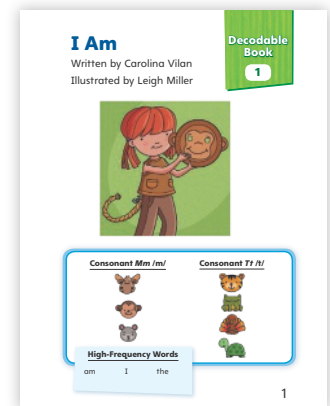 I Am
Written by Carolina Vilan
Illustrated by Leigh Miller
Decodable
Book
1
Consonant Mm /m/
Consonant Tt /t/
High-Frequency Words
am I the
1